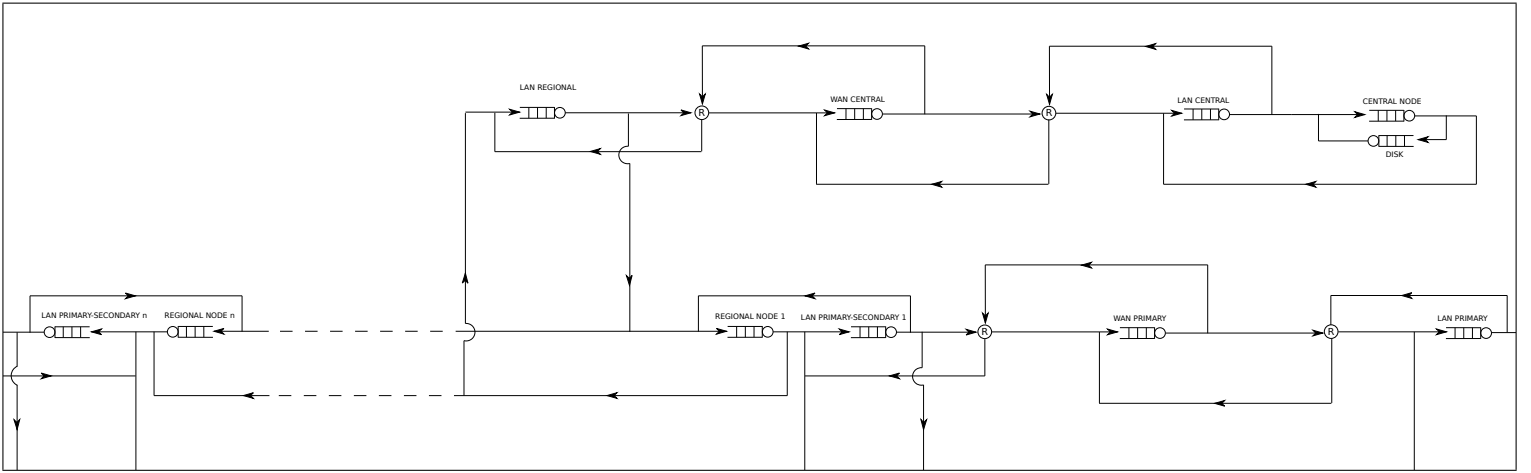 LAN REGIONAL
R
WAN CENTRAL
R
LAN CENTRAL
CENTRAL NODE
DISK
LAN PRIMARY-SECONDARY n
REGIONAL NODE n
REGIONAL NODE 1
LAN PRIMARY-SECONDARY 1
R
WAN PRIMARY
R
LAN PRIMARY